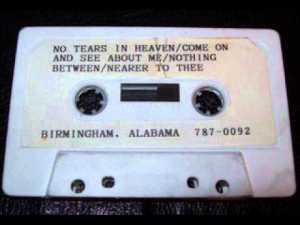 NO TEARS IN HEAVEN/COME ON
AND SEE ABOUT ME/NOTHING
BETWEEN/NEARER TO THEE
BIRMINGHAM, ALABAMA 787-0092